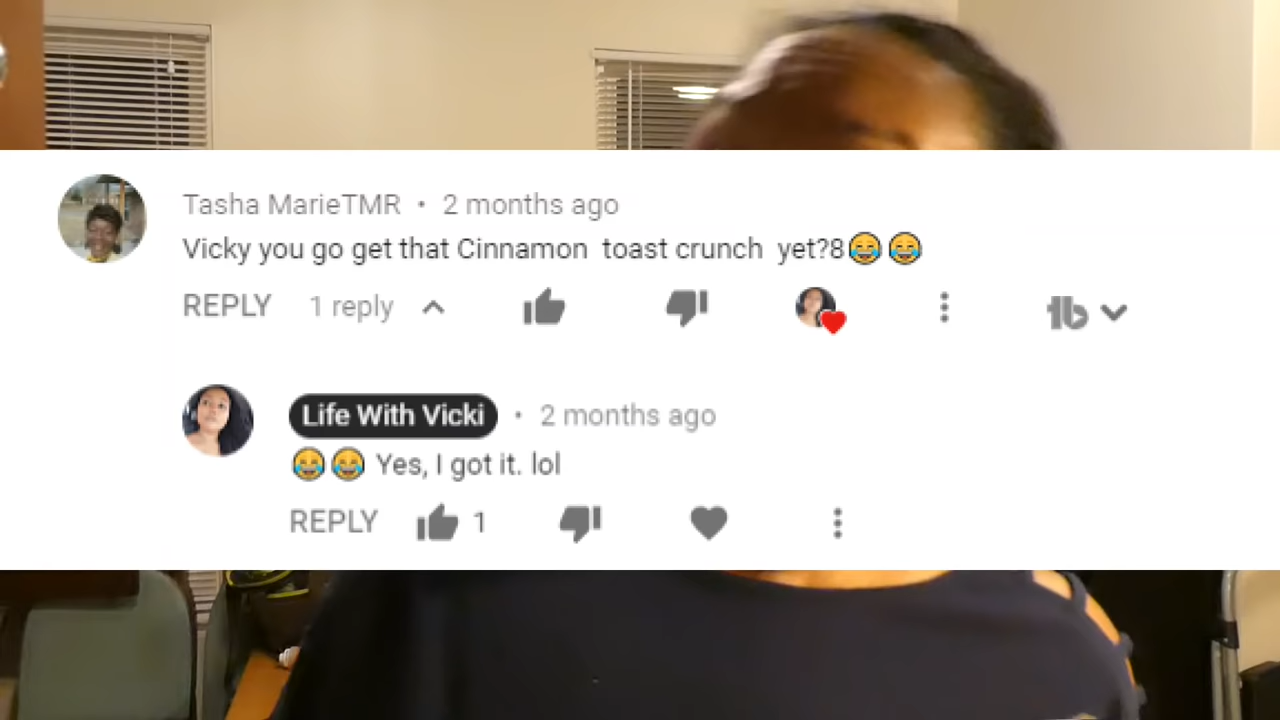 Tasha MarieTMR • 2 months ago
Vicky you go get that Cinnamon  toast crunch  yet?8😂😂
REPLY 1 reply
Life With Vicki • 2 months ago
😂😂 Yes, I got it. lol
REPLY 1